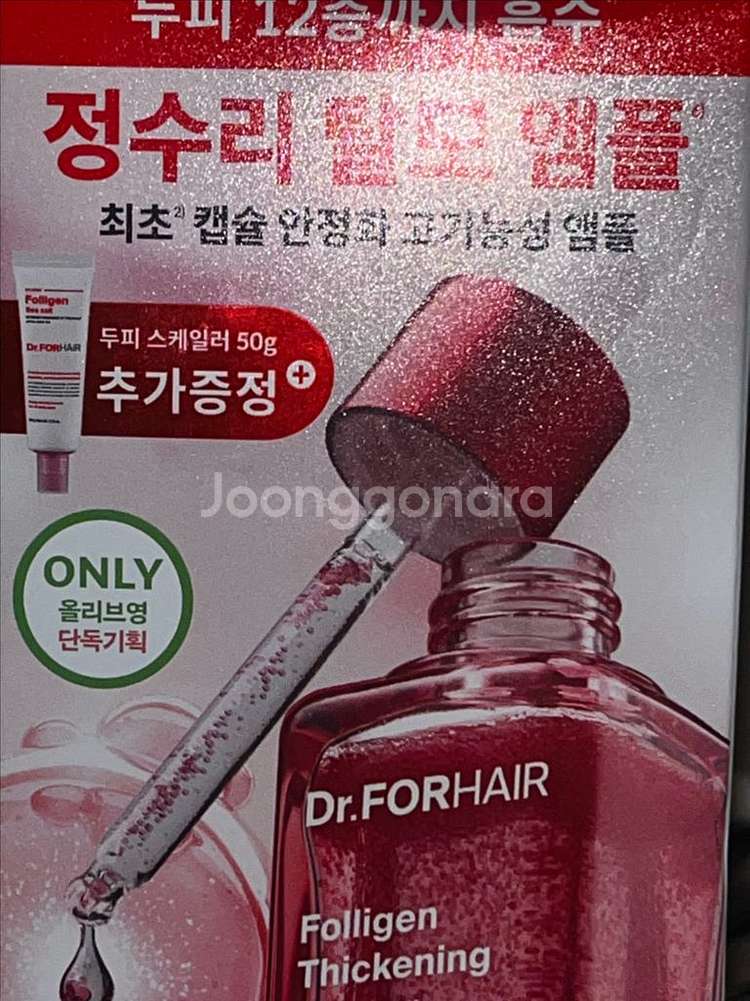 두피 12층까지 흡수
정수리 탈모 앰플
최초²⁾ 캡슐 안정화 고기능성 앰플
Folligen
Sea salt
Dr.FORHAIR
두피 스케일러 50g
추가증정 +
Joonggonara
ONLY
올리브영
단독기획
Dr.FORHAIR
Folligen
Thickening